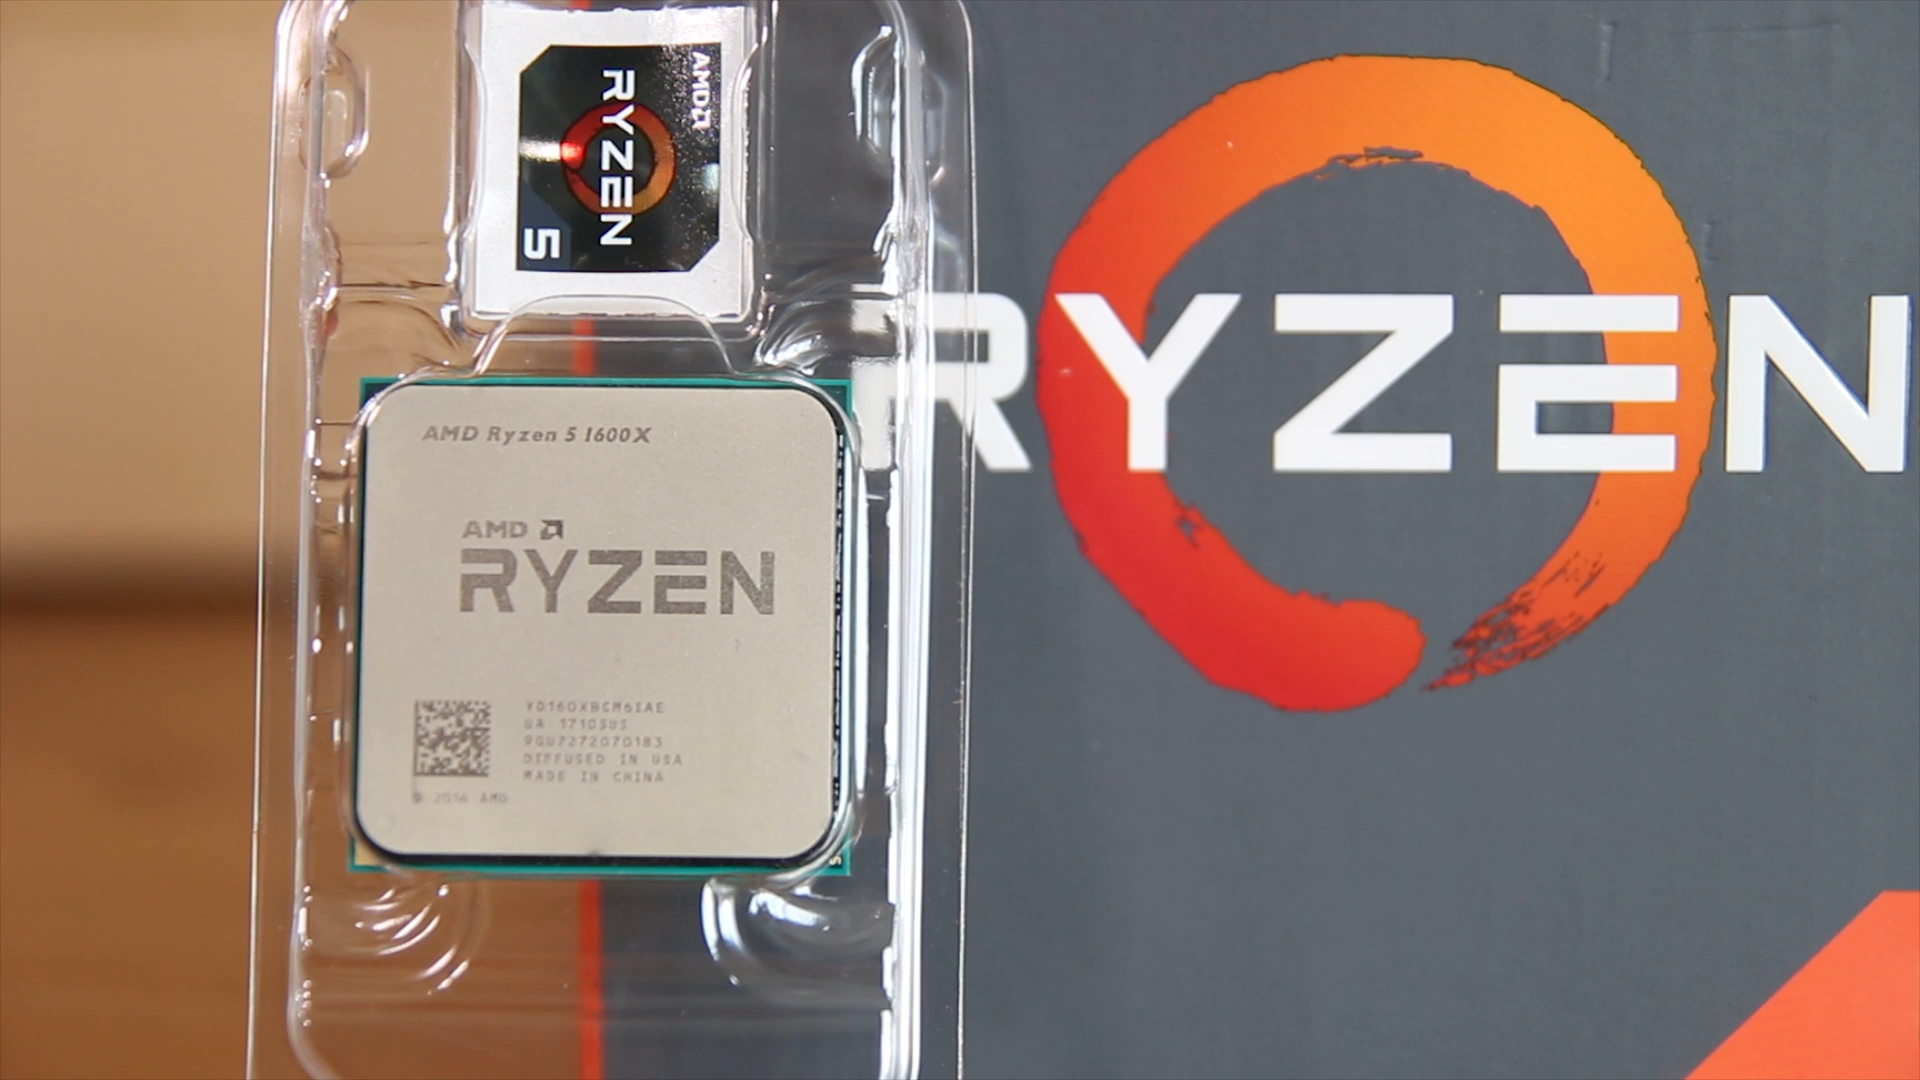 AMD
RYZEN
5
RYZEN
AMD Ryzen 5 1600X
AMD
RYZEN
YD160XBCM6IAE
UA 1710SUS
9GU7272070183
DIFFUSED IN USA
MADE IN CHINA
© 2016 AMD